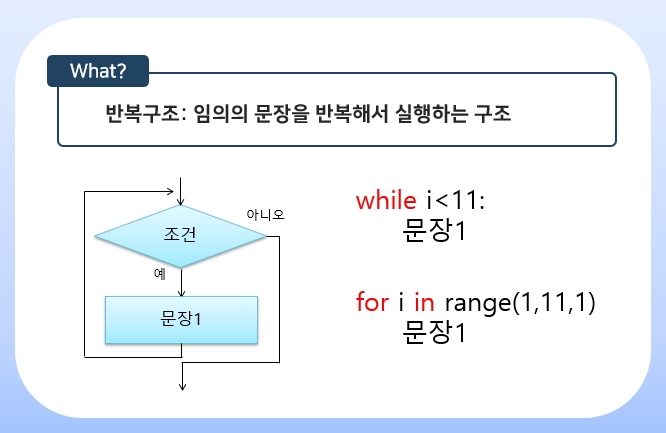 What?
반복구조: 임의의 문장을 반복해서 실행하는 구조
아니오
조건
예
문장1
while i<11:
문장1
for i in range(1,11,1)
문장1